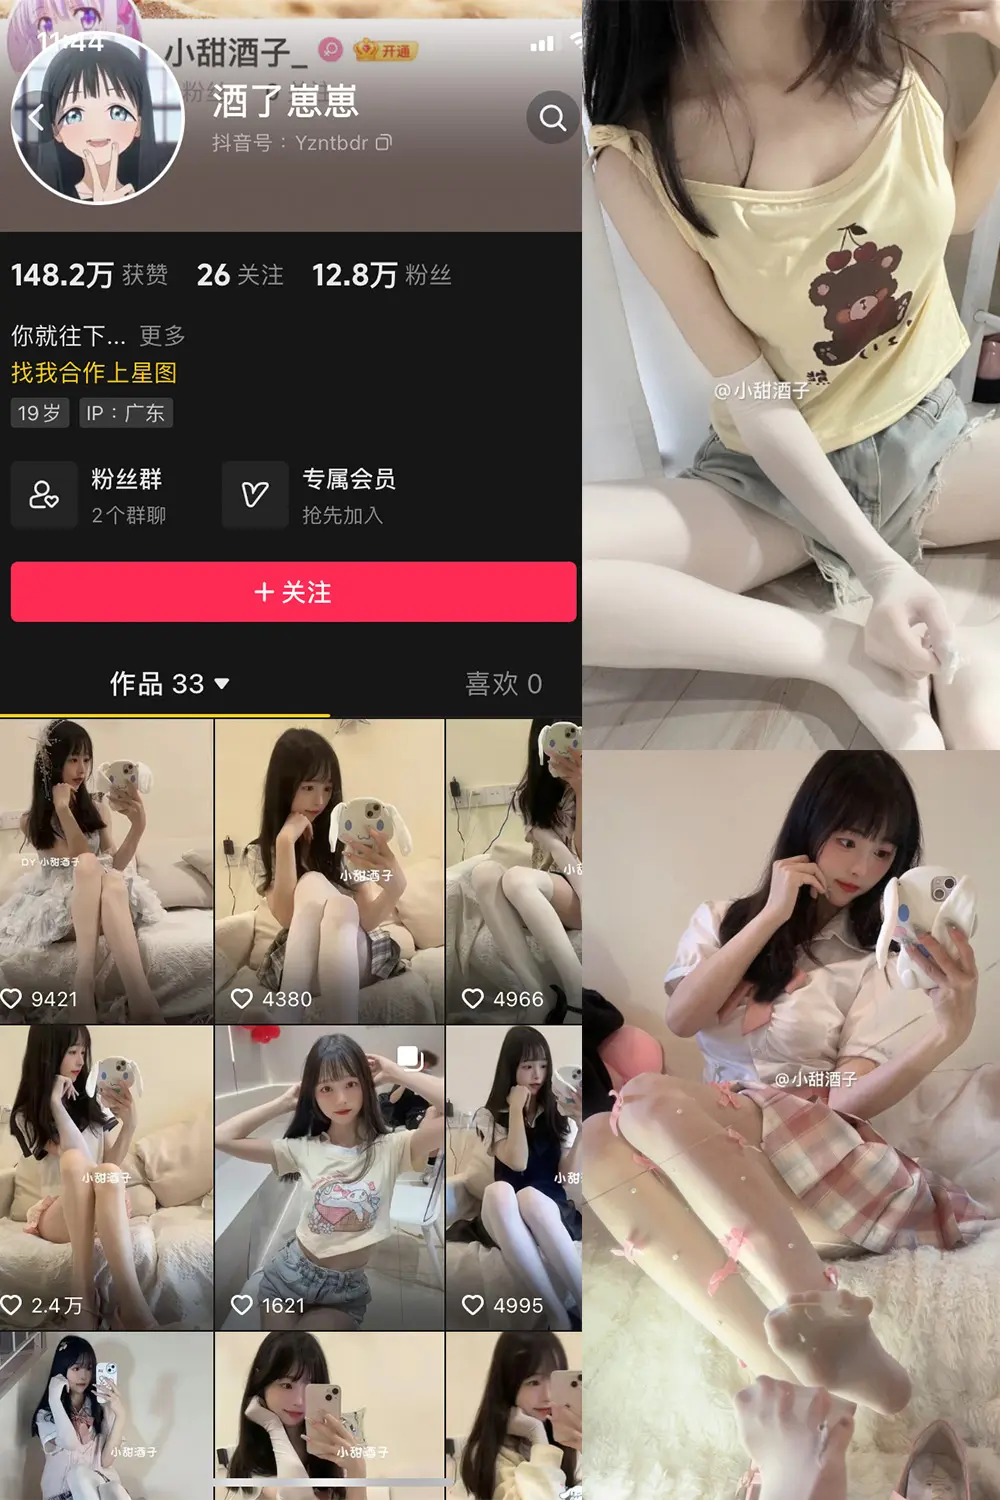 11:44
小甜酒子_
开通
酒了崽崽
抖音号：Yzntbdr
148.2万 获赞 26 关注 12.8万 粉丝
你就往下... 更多
找我合作上星图
19岁 IP：广东
粉丝群 专属会员
2个群聊 抢先加入
+ 关注
作品 33 喜欢 0
DY 小甜酒子
小甜酒子
9421 4380 4966
小甜酒子
2.4万 1621 4995
小甜酒子
小甜酒子
@小甜酒子
@小甜酒子